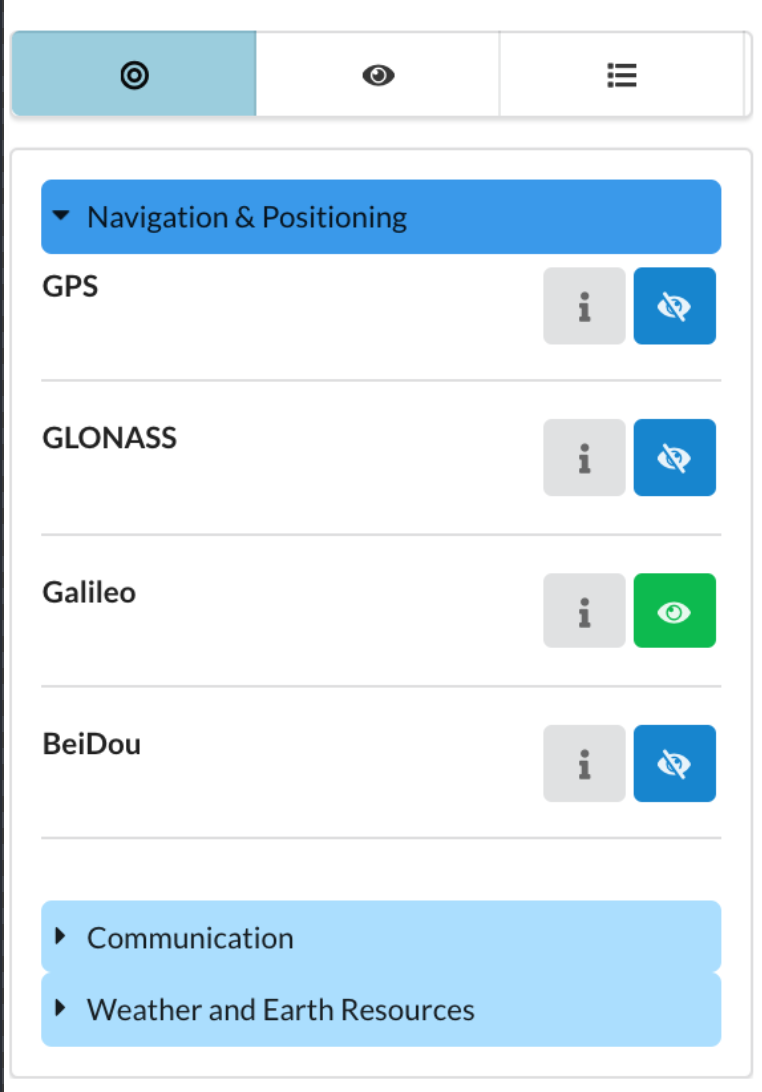 Navigation & Positioning
GPS
GLONASS
Galileo
BeiDou
Communication
Weather and Earth Resources